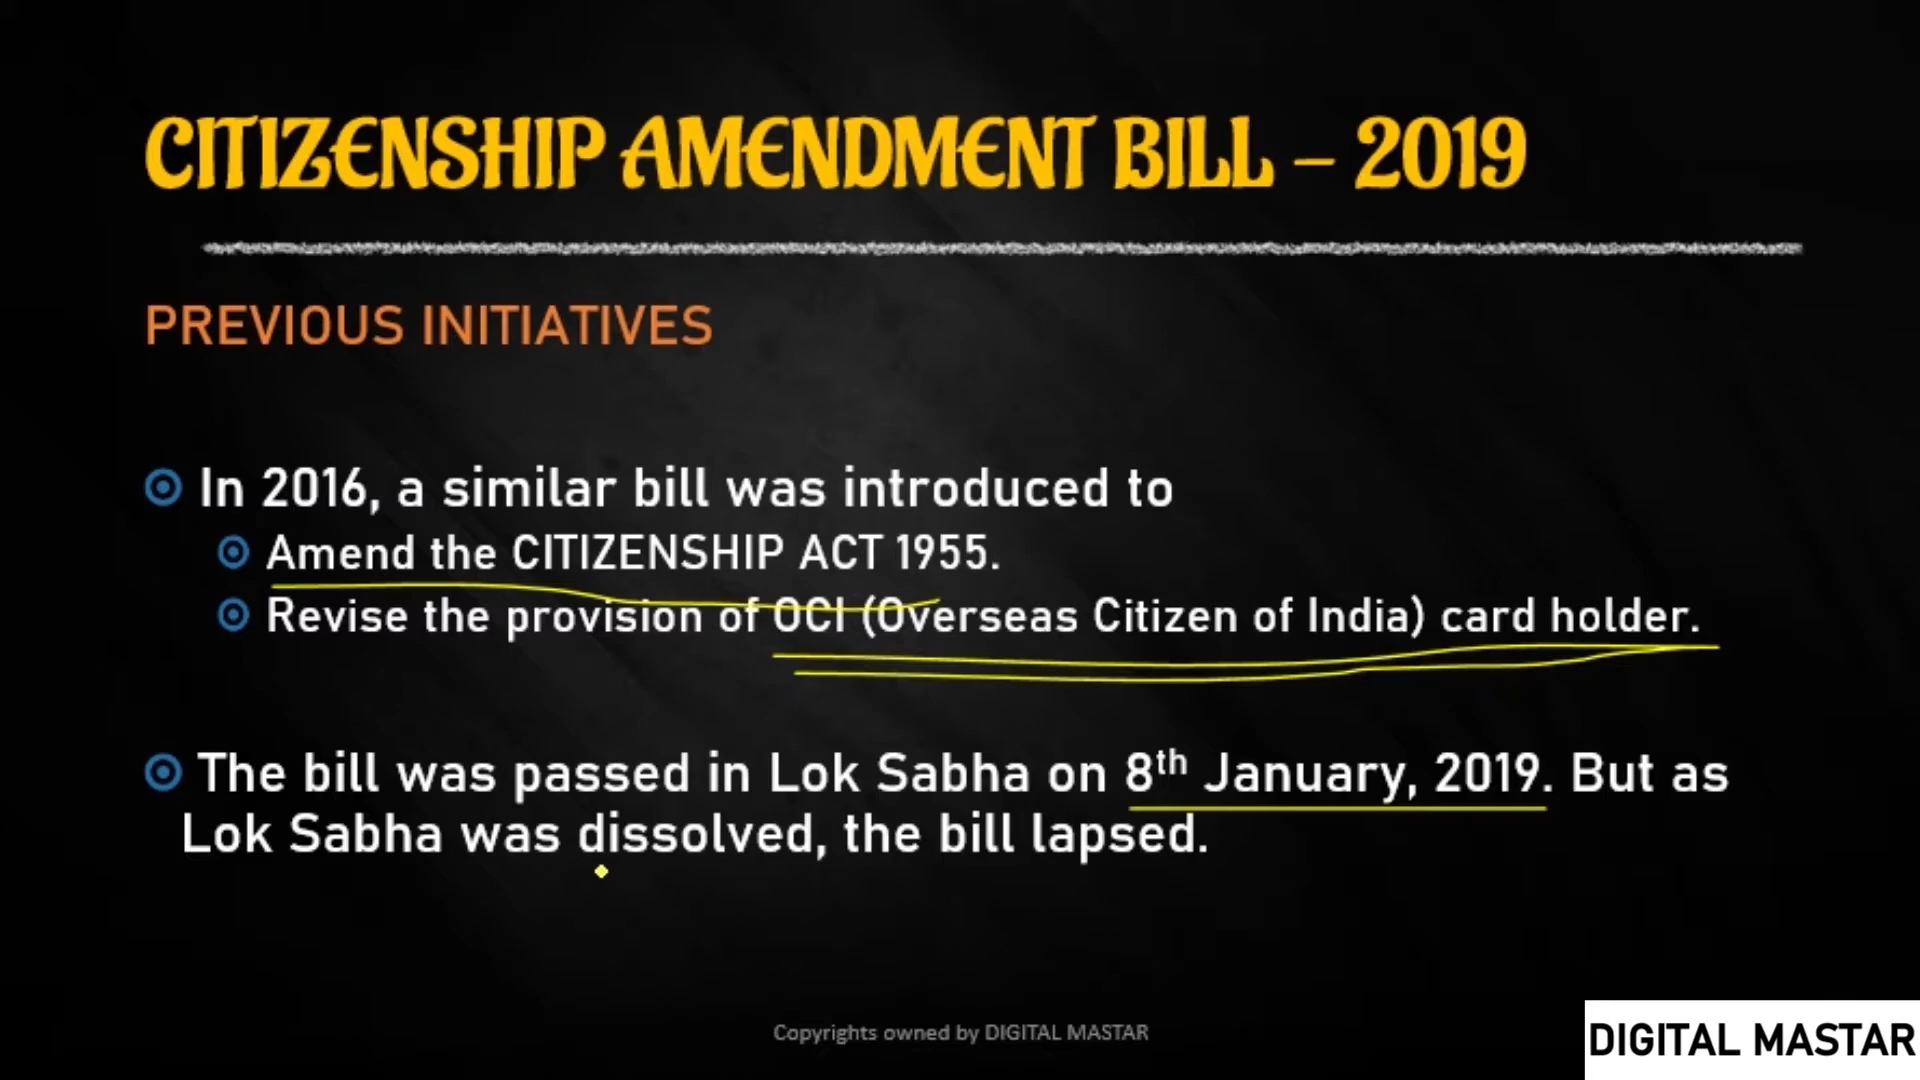 CITIZENSHIP AMENDMENT BILL – 2019
PREVIOUS INITIATIVES
In 2016, a similar bill was introduced to
Amend the CITIZENSHIP ACT 1955.
Revise the provision of OCI (Overseas Citizen of India) card holder.
The bill was passed in Lok Sabha on 8th January, 2019. But as
Lok Sabha was dissolved, the bill lapsed.
Copyrights owned by DIGITAL MASTAR
DIGITAL MASTAR